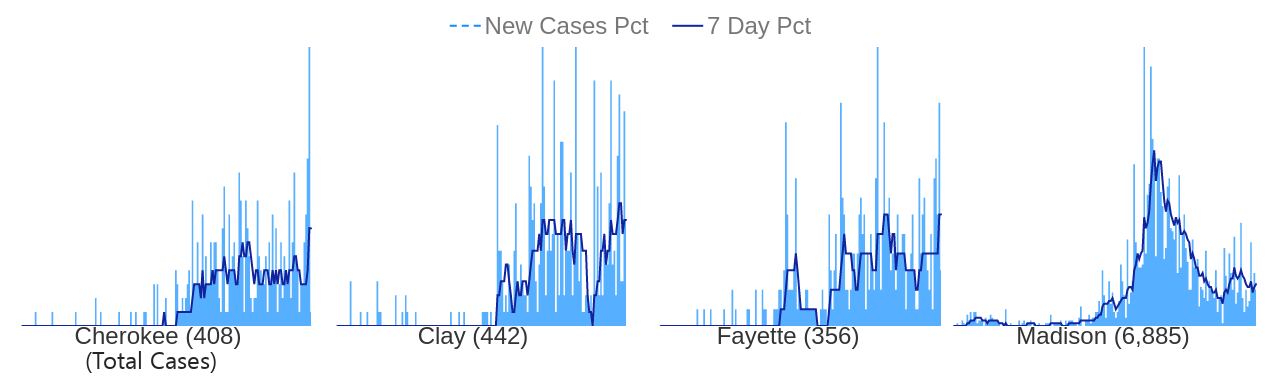 New Cases Pct 7 Day Pct
Cherokee (408) Clay (442) Fayette (356) Madison (6,885)
(Total Cases)